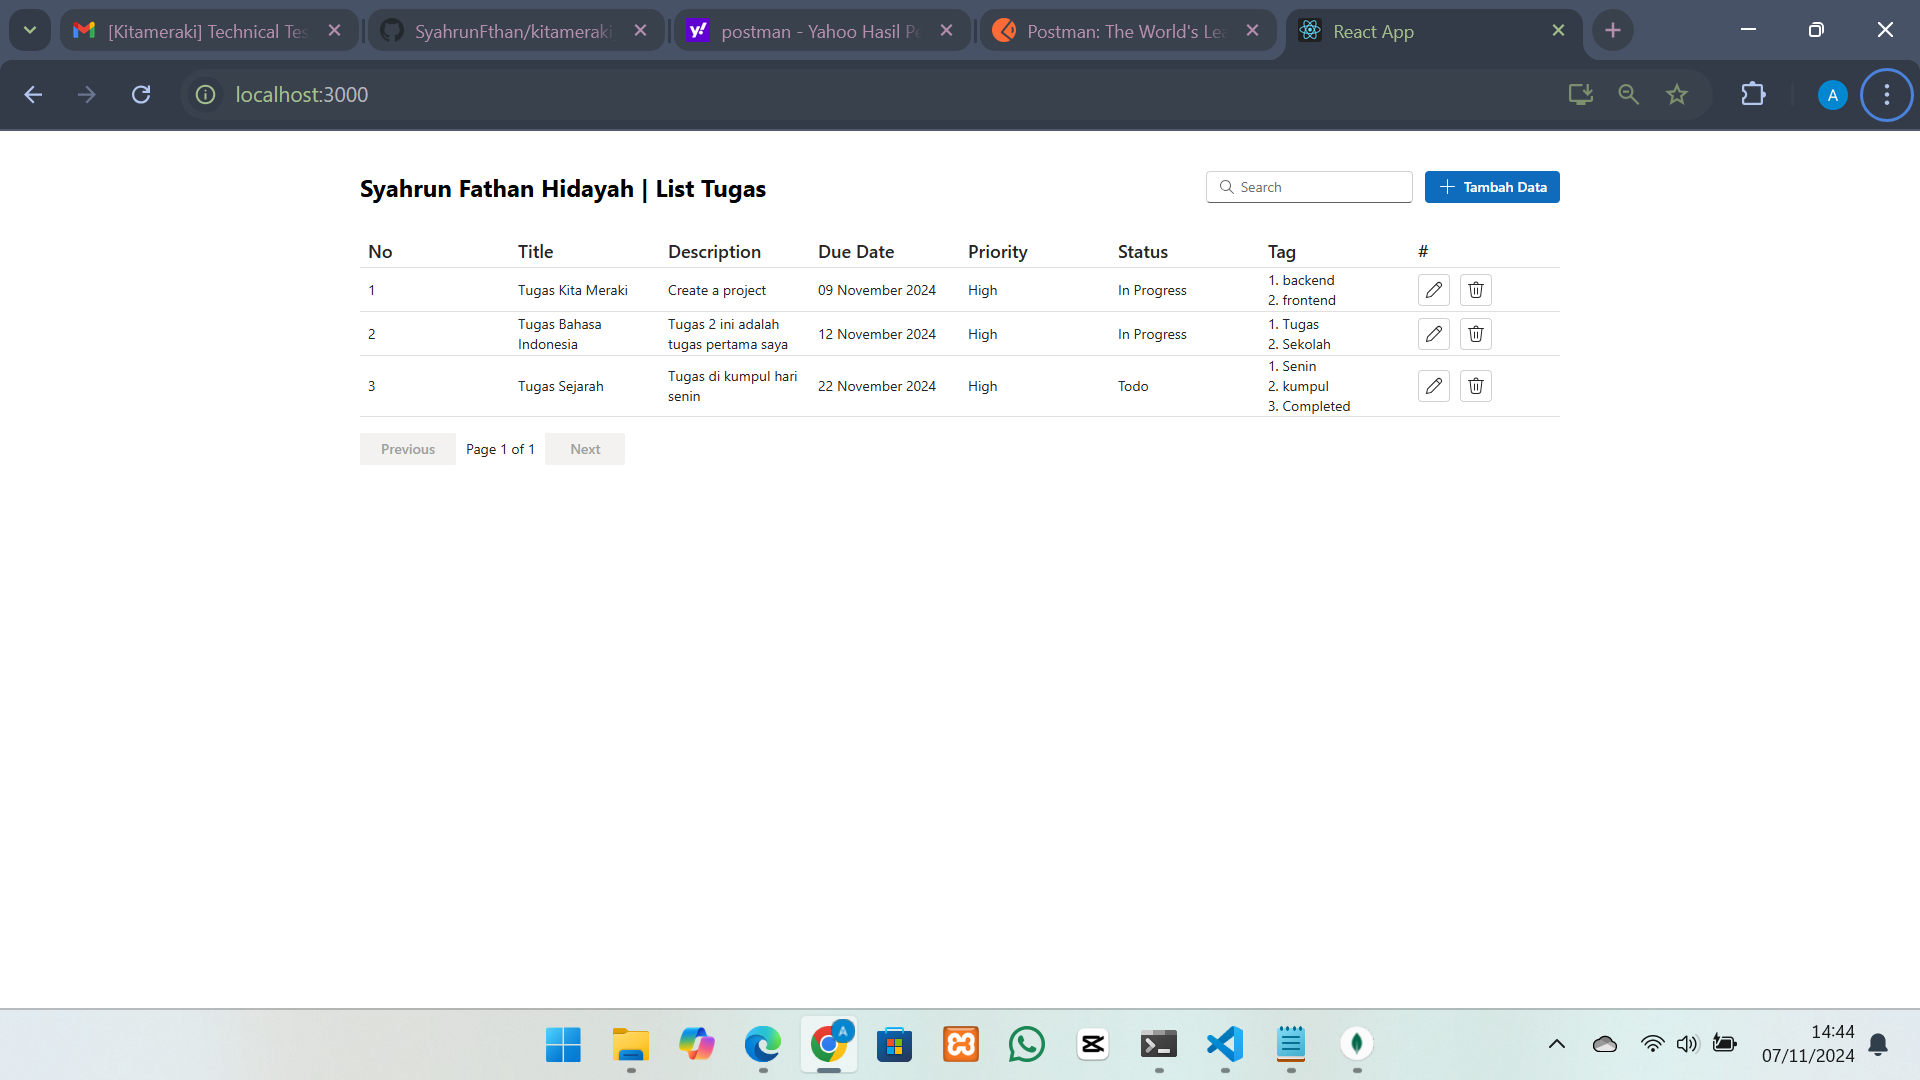 [Kitameraki] Technical Tes
SyahrunFthan/kitameraki
postman - Yahoo Hasil Pe
Postman: The World's Lea
React App
localhost:3000
A
Syahrun Fathan Hidayah | List Tugas
Search
Tambah Data
No Title Description Due Date Priority Status Tag #
1 Tugas Kita Meraki Create a project 09 November 2024 High In Progress 1. backend
2. frontend
2 Tugas Bahasa Indonesia Tugas 2 ini adalah tugas pertama saya 12 November 2024 High In Progress 1. Tugas
2. Sekolah
3 Tugas Sejarah Tugas di kumpul hari senin 22 November 2024 High Todo 1. Senin
2. kumpul
3. Completed
Previous Page 1 of 1 Next
A
14:44
07/11/2024